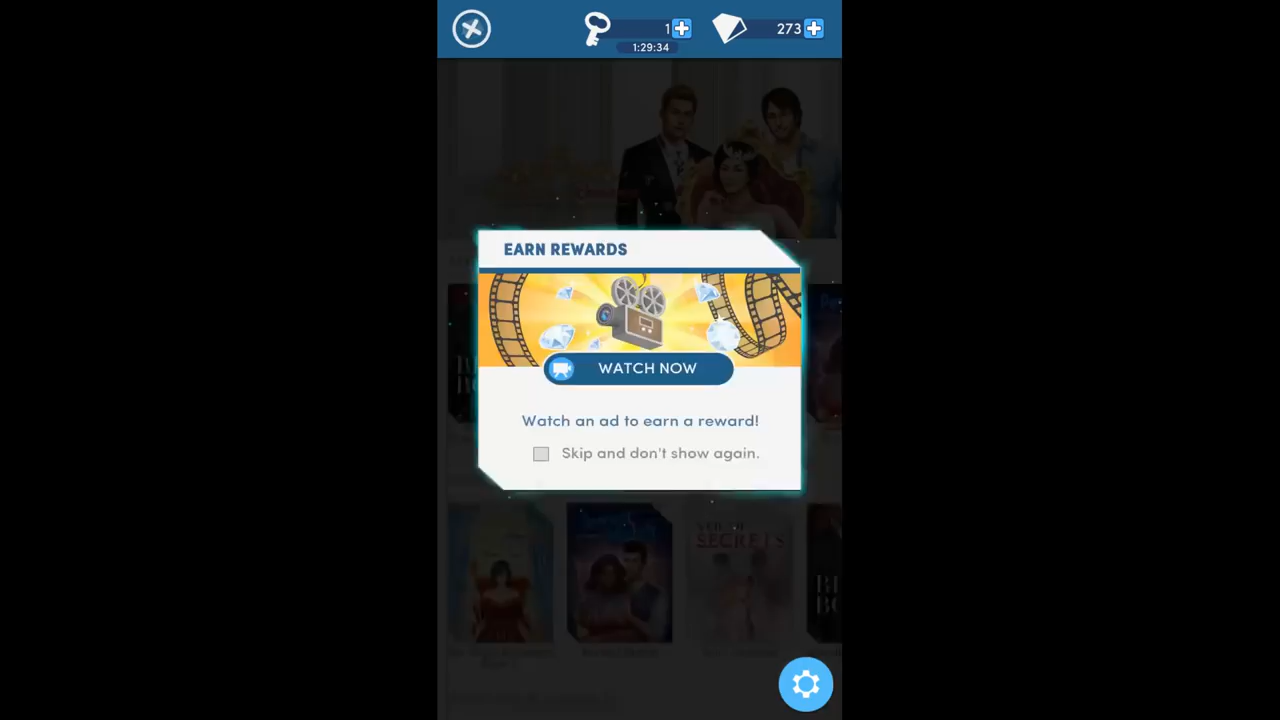 1
273
1:29:34
EARN REWARDS
WATCH NOW
Watch an ad to earn a reward!
Skip and don't show again.
SECRETS